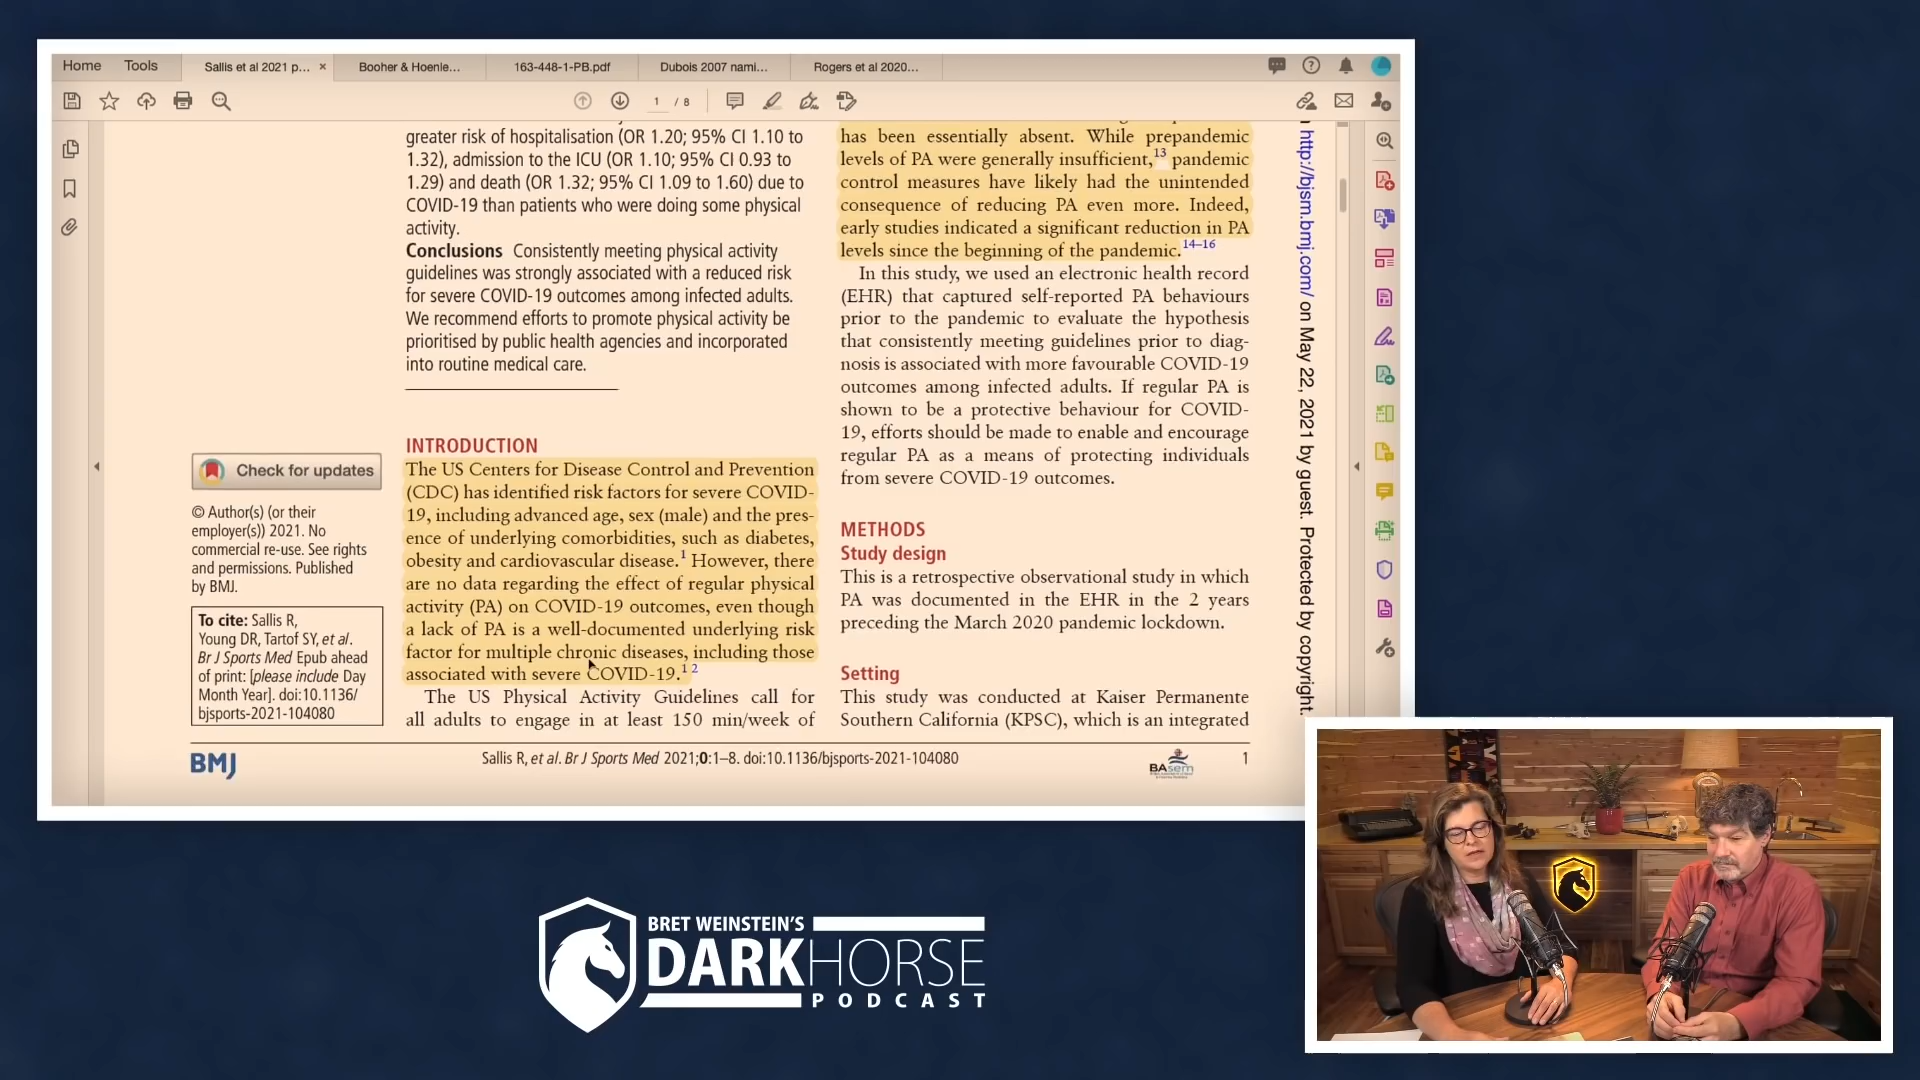 Home Tools Sallis et al 2021 p... × Booher & Hoenle... 163-448-1-PB.pdf Dubois 2007 nami... Rogers et al 2020...
1 / 8
greater risk of hospitalisation (OR 1.20; 95% CI 1.10 to
1.32), admission to the ICU (OR 1.10; 95% CI 0.93 to
1.29) and death (OR 1.32; 95% CI 1.09 to 1.60) due to
COVID-19 than patients who were doing some physical
activity.
Conclusions Consistently meeting physical activity
guidelines was strongly associated with a reduced risk
for severe COVID-19 outcomes among infected adults.
We recommend efforts to promote physical activity be
prioritised by public health agencies and incorporated
into routine medical care.
INTRODUCTION
The US Centers for Disease Control and Prevention
(CDC) has identified risk factors for severe COVID-
19, including advanced age, sex (male) and the pres-
ence of underlying comorbidities, such as diabetes,
obesity and cardiovascular disease.1 However, there
are no data regarding the effect of regular physical
activity (PA) on COVID-19 outcomes, even though
a lack of PA is a well-documented underlying risk
factor for multiple chronic diseases, including those
associated with severe COVID-19.1 2
The US Physical Activity Guidelines call for
all adults to engage in at least 150 min/week of
has been essentially absent. While prepandemic
levels of PA were generally insufficient,13 pandemic
control measures have likely had the unintended
consequence of reducing PA even more. Indeed,
early studies indicated a significant reduction in PA
levels since the beginning of the pandemic.14–16
In this study, we used an electronic health record
(EHR) that captured self-reported PA behaviours
prior to the pandemic to evaluate the hypothesis
that consistently meeting guidelines prior to diag-
nosis is associated with more favourable COVID-19
outcomes among infected adults. If regular PA is
shown to be a protective behaviour for COVID-
19, efforts should be made to enable and encourage
regular PA as a means of protecting individuals
from severe COVID-19 outcomes.
METHODS
Study design
This is a retrospective observational study in which
PA was documented in the EHR in the 2 years
preceding the March 2020 pandemic lockdown.
Setting
This study was conducted at Kaiser Permanente
Southern California (KPSC), which is an integrated
http://bjsm.bmj.com/ on May 22, 2021 by guest. Protected by copyright.
Check for updates
© Author(s) (or their
employer(s)) 2021. No
commercial re-use. See rights
and permissions. Published
by BMJ.
To cite: Sallis R,
Young DR, Tartof SY, et al.
Br J Sports Med Epub ahead
of print: [please include Day
Month Year]. doi:10.1136/
bjsports-2021-104080
BMJ
Sallis R, et al. Br J Sports Med 2021;0:1–8. doi:10.1136/bjsports-2021-104080
BAsem
1
BRET WEINSTEIN'S
DARKHORSE
PODCAST